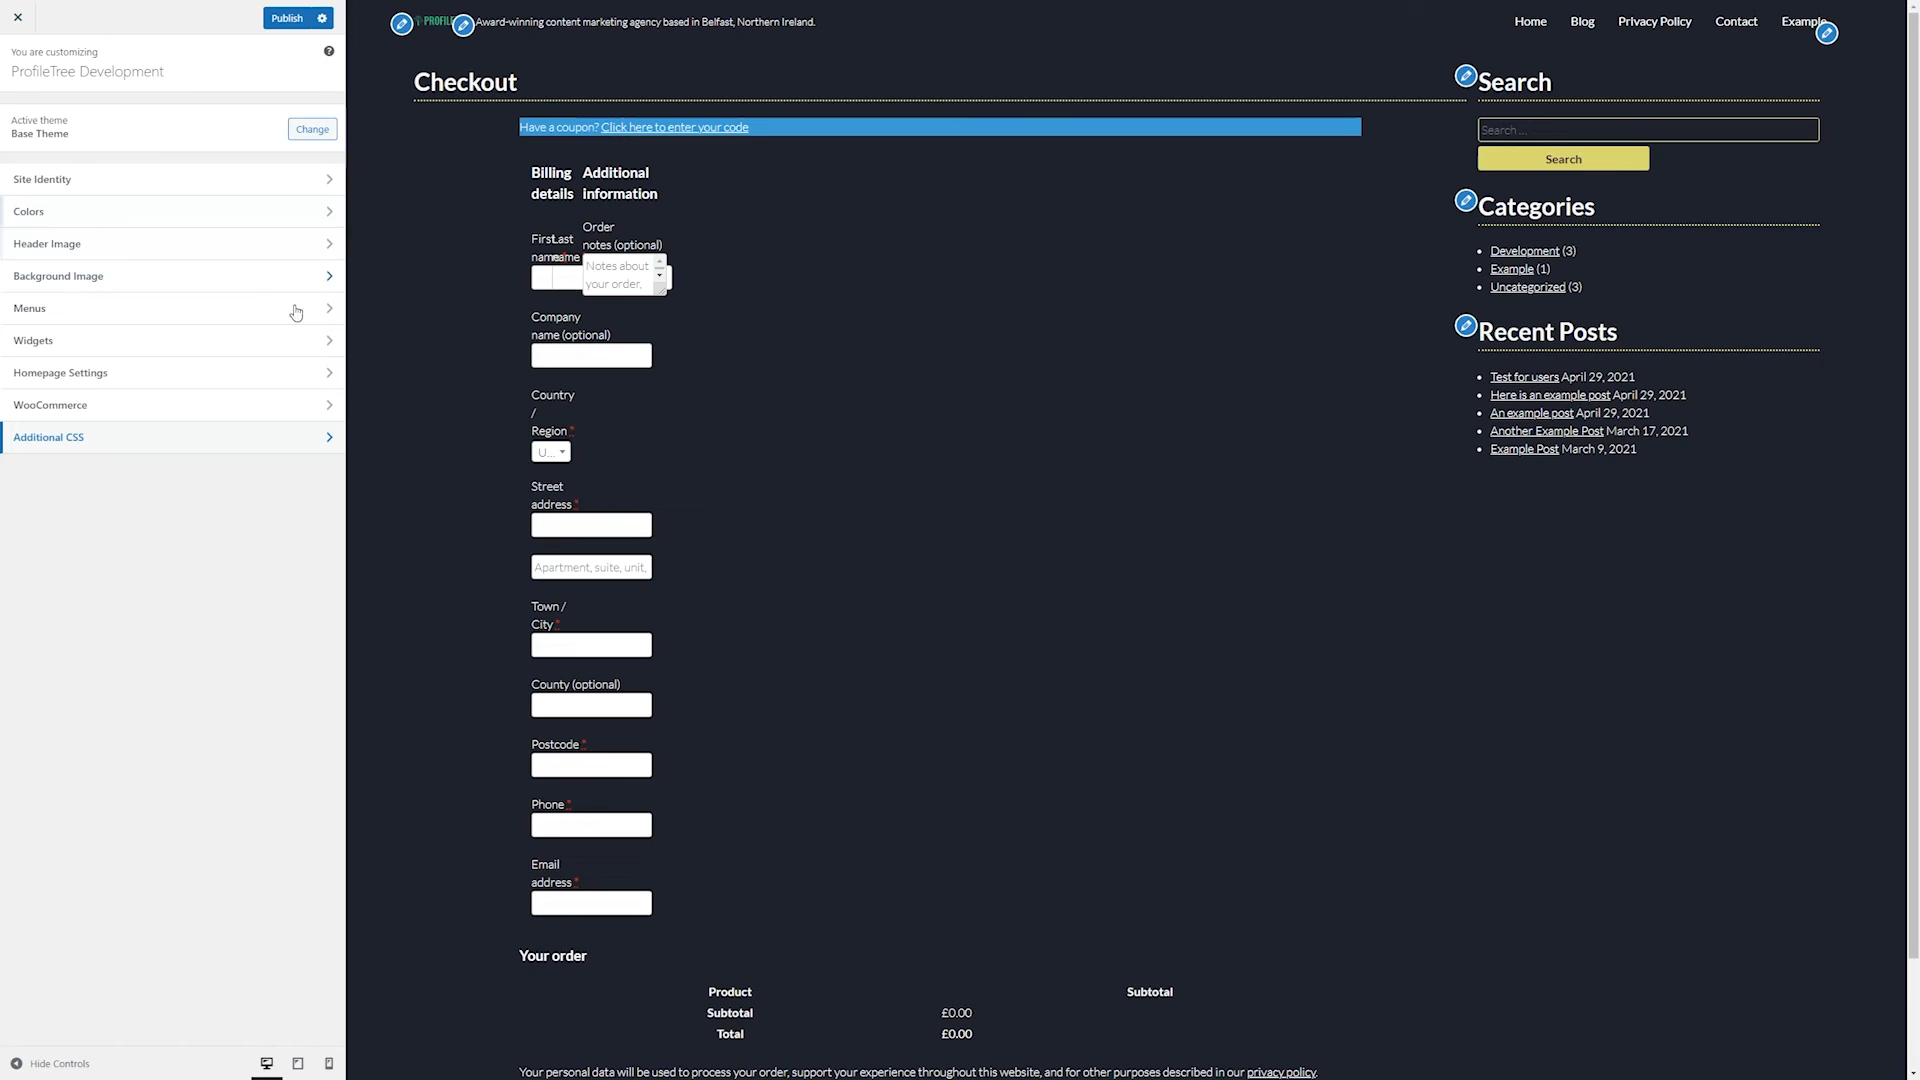 Publish
You are customizing
ProfileTree Development
Active theme
Base Theme
Change
Site Identity
Colors
Header Image
Background Image
Menus
Widgets
Homepage Settings
WooCommerce
Additional CSS
Hide Controls
PROFILE
Award-winning content marketing agency based in Belfast, Northern Ireland.
Home Blog Privacy Policy Contact Example
Checkout
Have a coupon? Click here to enter your code
Billing
details
First
name
Last
name
Company
name (optional)
Country
/
Region *
U...
Street
address *
Apartment, suite, unit,
Town /
City *
County (optional)
Postcode *
Phone *
Email
address *
Additional
information
Order
notes (optional)
Notes about
your order,
Your order
Product Subtotal
Subtotal £0.00
Total £0.00
Your personal data will be used to process your order, support your experience throughout this website, and for other purposes described in our privacy policy.
Search
Search ...
Search
Categories
Development (3)
Example (1)
Uncategorized (3)
Recent Posts
Test for users April 29, 2021
Here is an example post April 29, 2021
An example post April 29, 2021
Another Example Post March 17, 2021
Example Post March 9, 2021